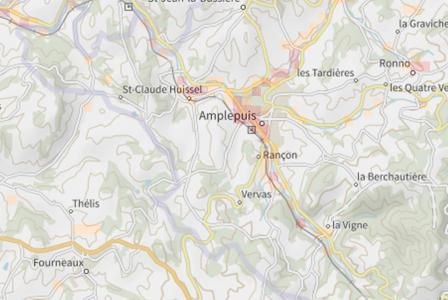 St-Jean-la-Bussière
la Graviche
Ronno
les Tardières
les Quatre Ve
St-Claude Huissel
Amplepuis
Rançon
la Berchautière
Vervas
Thélis
la Vigne
Fourneaux